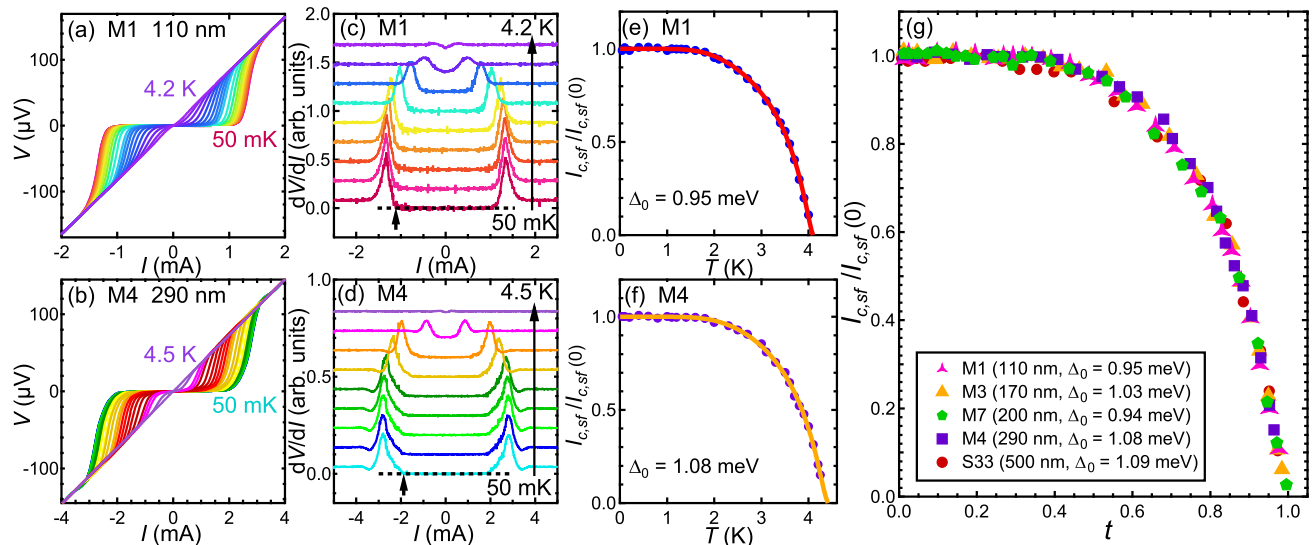 (a) M1 110 nm
4.2 K
50 mK
V (µV)
100
0
-100
-2 -1 0 1 2
I (mA)
(b) M4 290 nm
4.5 K
50 mK
V (µV)
100
0
-100
-4 -2 0 2 4
I (mA)
(c) M1
4.2 K
50 mK
dV/dI (arb. units)
2.0
1.5
1.0
0.5
0.0
-2 0 2
I (mA)
(d) M4
4.5 K
50 mK
dV/dI (arb. units)
1.0
0.5
0.0
-4 -2 0 2 4
I (mA)
(e) M1
Δ0 = 0.95 meV
Ic,sf /Ic,sf (0)
1.0
0.5
0.0
0 1 2 3 4
T (K)
(f) M4
Δ0 = 1.08 meV
Ic,sf /Ic,sf (0)
1.0
0.5
0.0
0 1 2 3 4
T (K)
(g)
Ic,sf /Ic,sf (0)
1.0
0.8
0.6
0.4
0.2
0.0
M1 (110 nm, Δ0 = 0.95 meV)
M3 (170 nm, Δ0 = 1.03 meV)
M7 (200 nm, Δ0 = 0.94 meV)
M4 (290 nm, Δ0 = 1.08 meV)
S33 (500 nm, Δ0 = 1.09 meV)
0.0 0.2 0.4 0.6 0.8 1.0
t